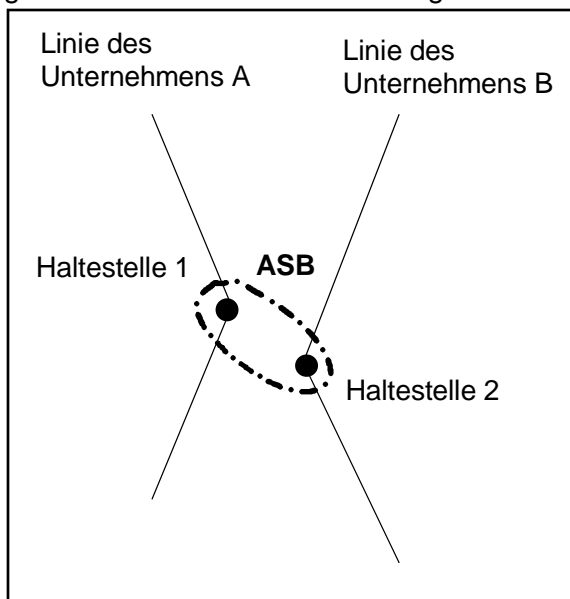 Linie des
Unternehmens A
Linie des
Unternehmens B
Haltestelle 1
ASB
Haltestelle 2